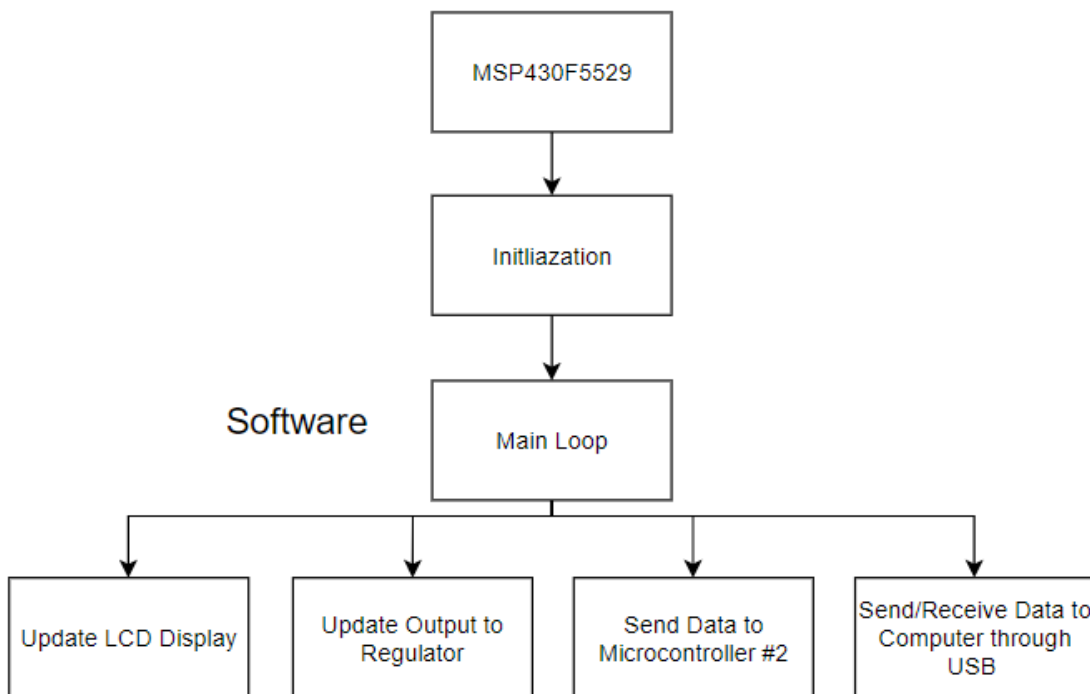 MSP430F5529
Initliazation
Software
Main Loop
Update LCD Display
Update Output to
Regulator
Send Data to
Microcontroller #2
Send/Receive Data to
Computer through
USB